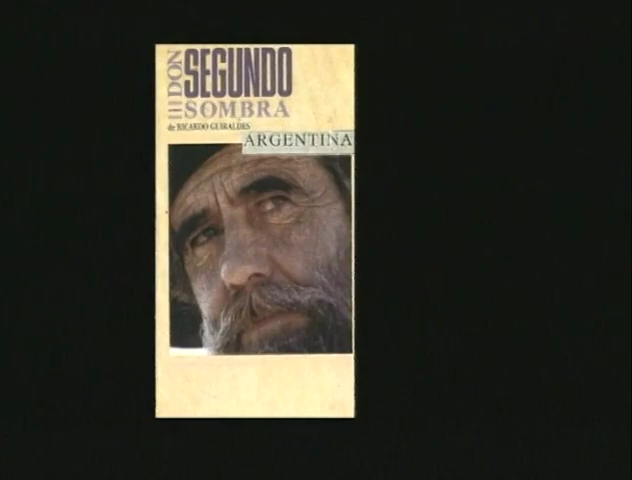 DON
SEGUNDO
SOMBRA
de RICARDO GUIRALDES
ARGENTINA